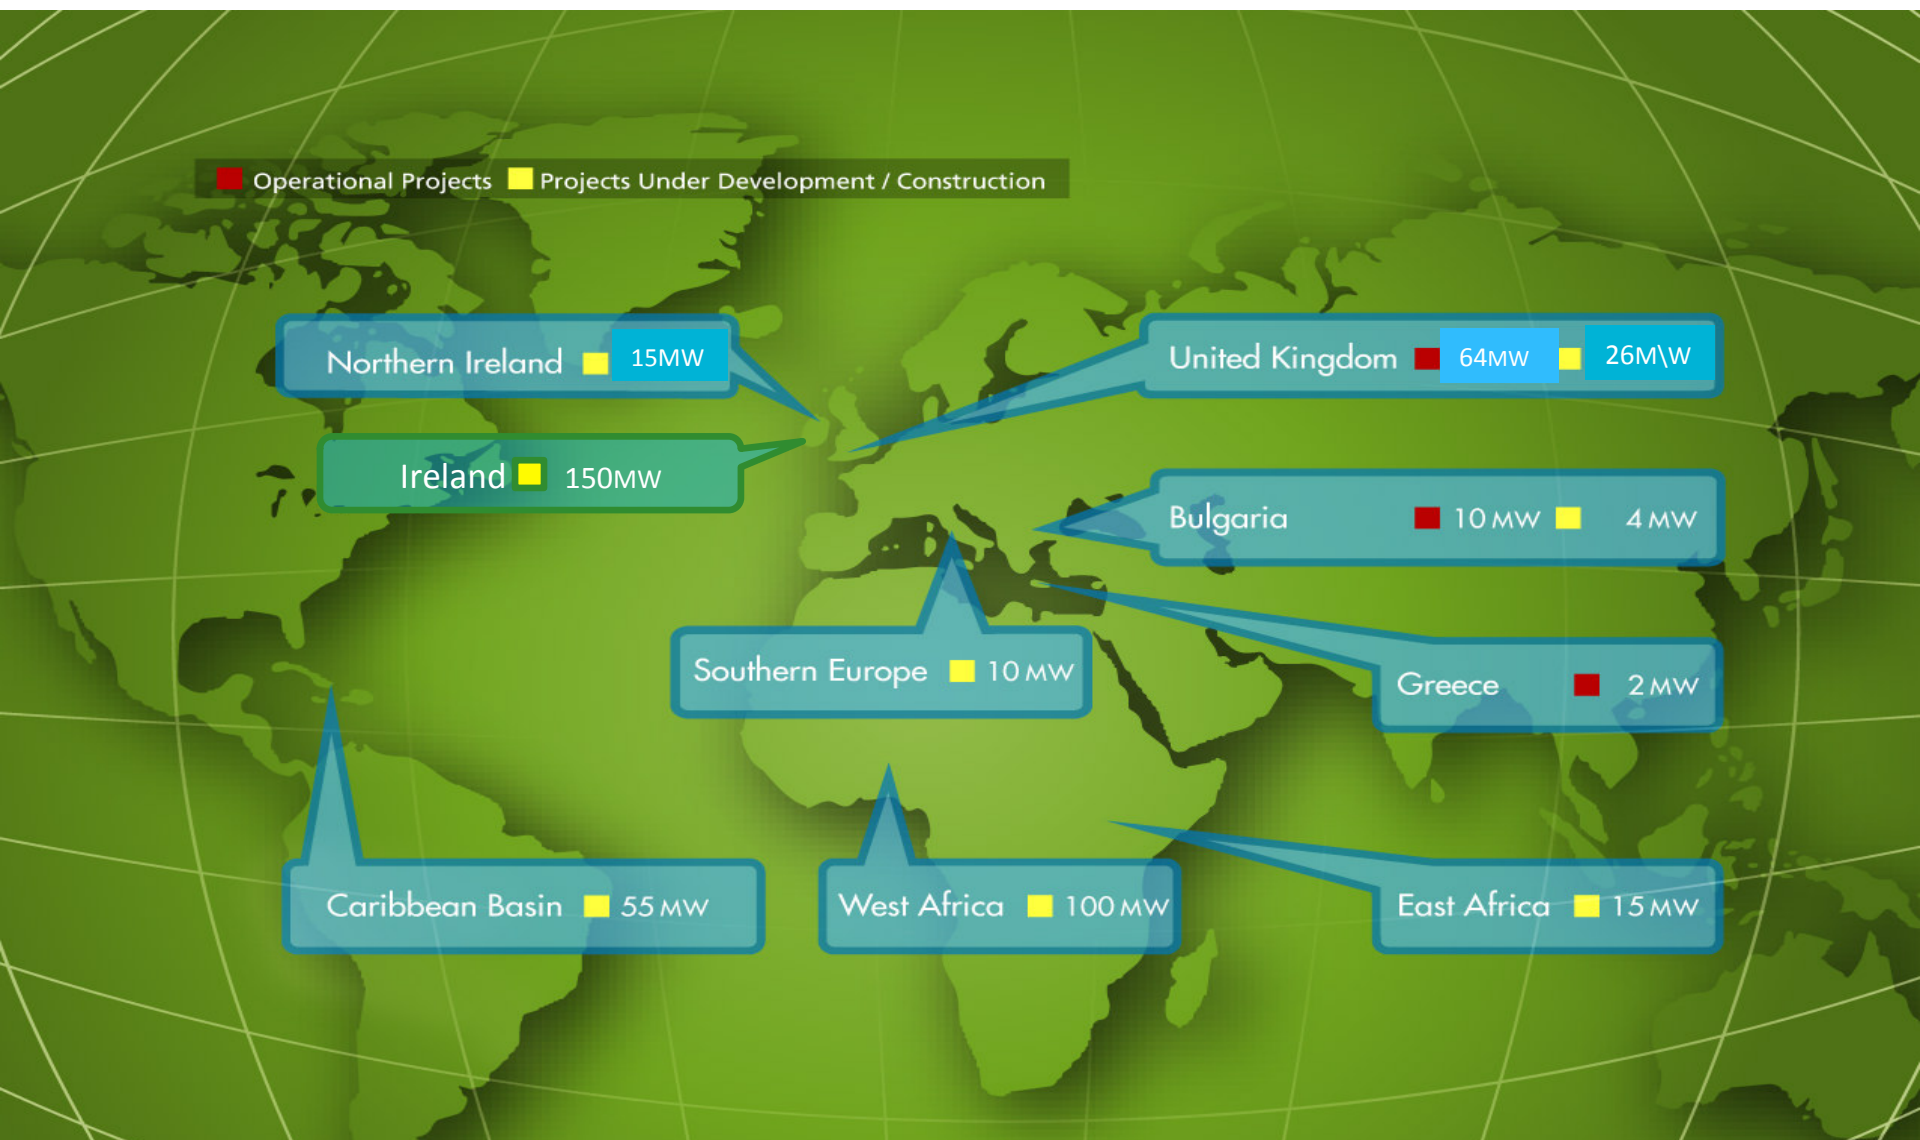 Operational Projects Projects Under Development / Construction
Northern Ireland 15MW
United Kingdom 64MW 26M\W
Ireland 150MW
Bulgaria 10 MW 4 MW
Southern Europe 10 MW
Greece 2 MW
Caribbean Basin 55 MW
West Africa 100 MW
East Africa 15 MW